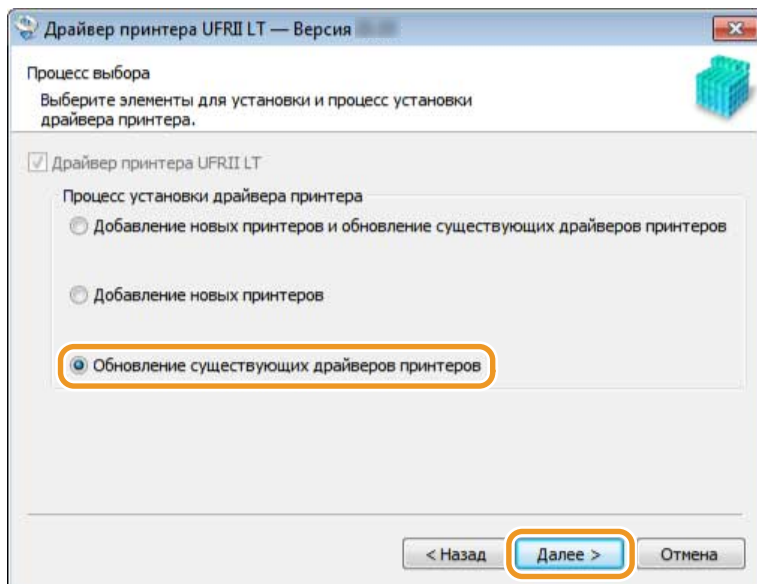 Драйвер принтера UFRII LT — Версия
Процесс выбора
Выберите элементы для установки и процесс установки
драйвера принтера.
Драйвер принтера UFRII LT
Процесс установки драйвера принтера
Добавление новых принтеров и обновление существующих драйверов принтеров
Добавление новых принтеров
Обновление существующих драйверов принтеров
< Назад Далее > Отмена